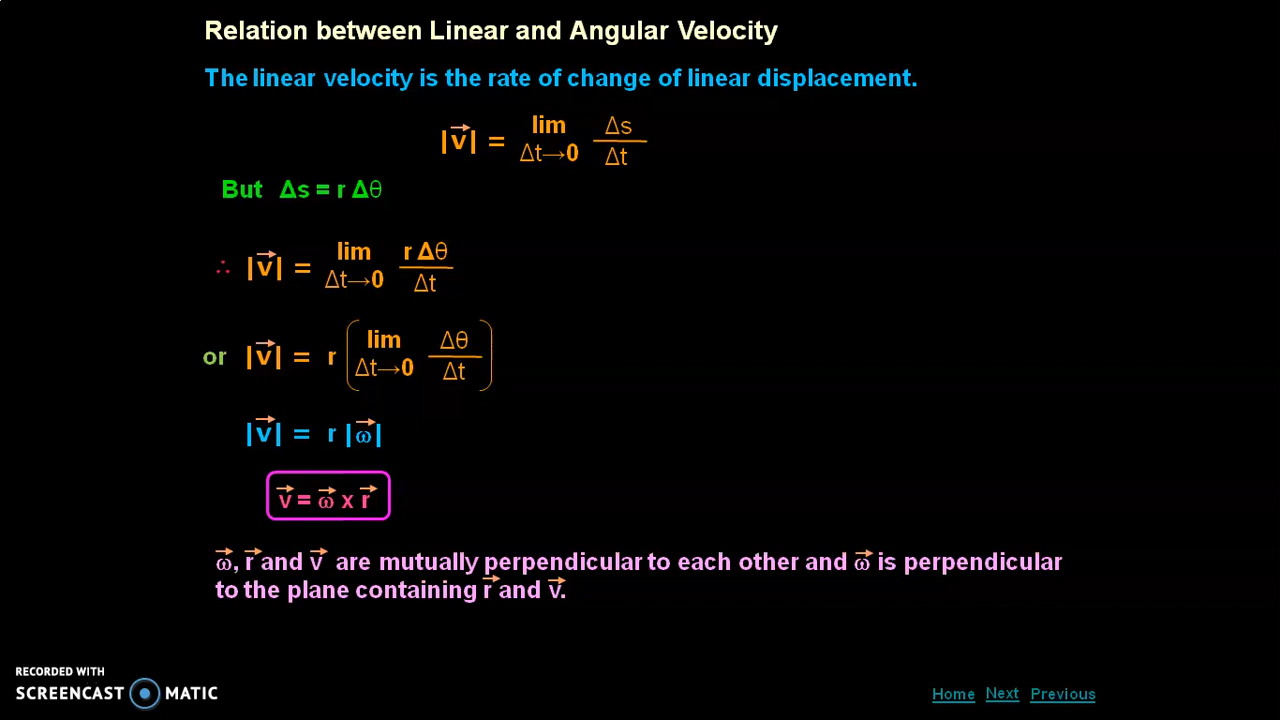 Relation between Linear and Angular Velocity
The linear velocity is the rate of change of linear displacement.
|v⃗| = lim Δt→0 Δs/Δt
But Δs = r Δθ
∴ |v⃗| = lim Δt→0 r Δθ/Δt
or |v⃗| = r ( lim Δt→0 Δθ/Δt )
|v⃗| = r |ω⃗|
v⃗ = ω⃗ x r⃗
ω⃗, r⃗ and v⃗ are mutually perpendicular to each other and ω⃗ is perpendicular
to the plane containing r⃗ and v⃗.
RECORDED WITH
SCREENCAST MATIC
Home Next Previous